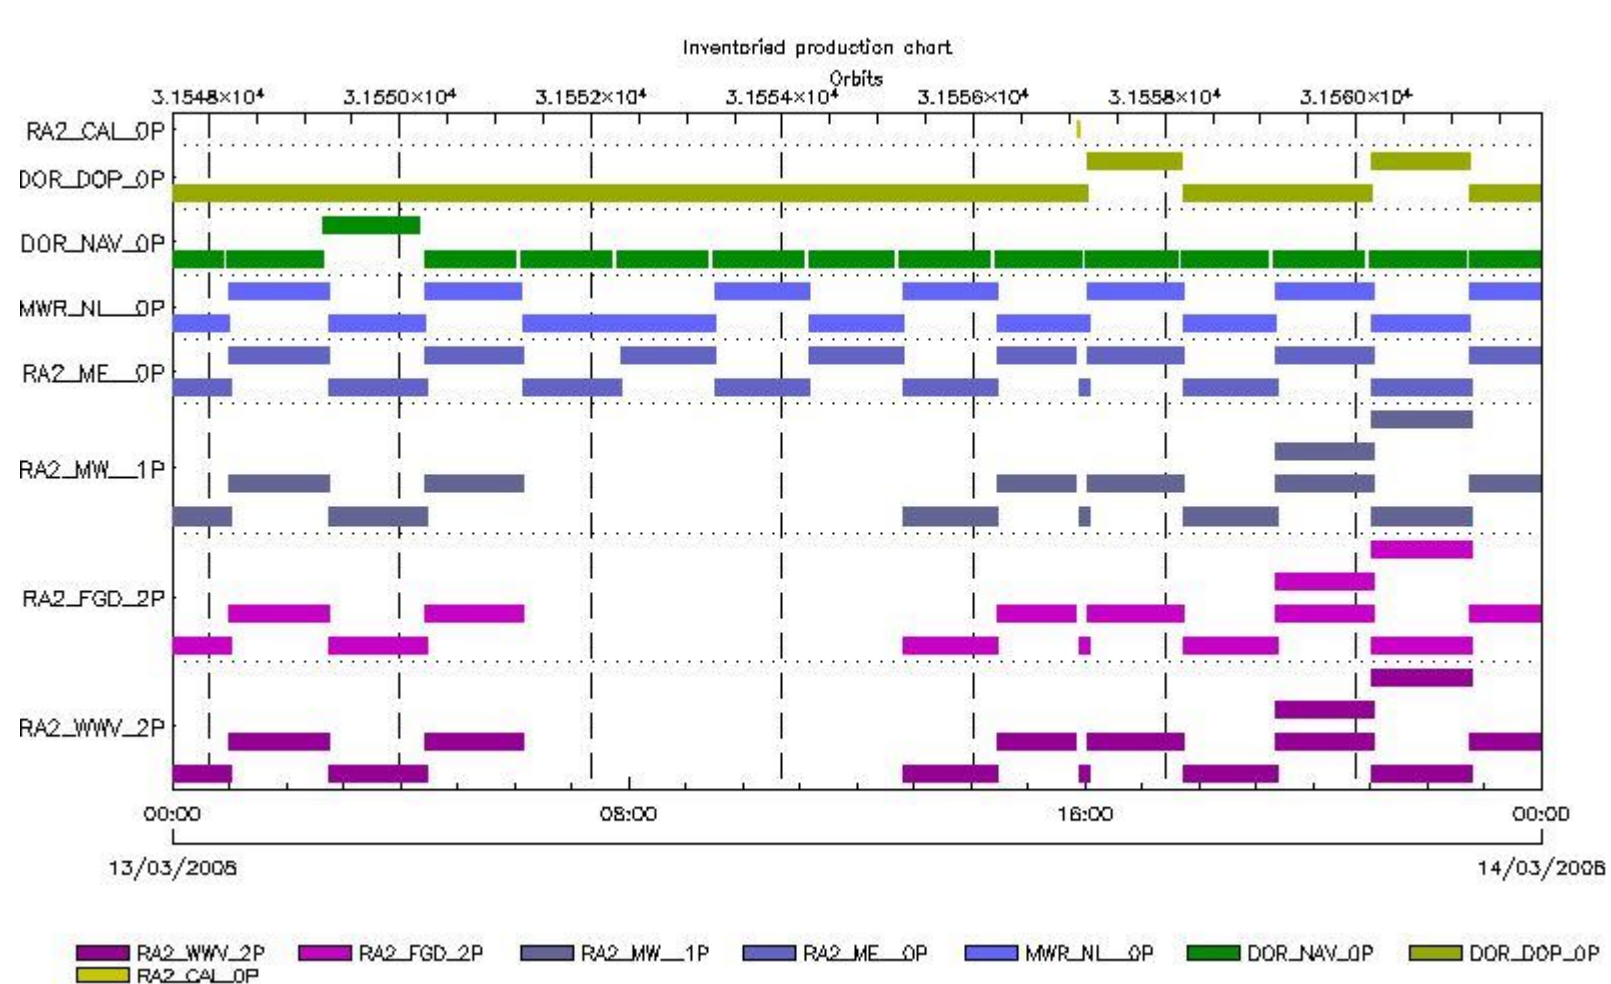 Inventoried production chart
Orbits
3.1548×10⁴ 3.1550×10⁴ 3.1552×10⁴ 3.1554×10⁴ 3.1556×10⁴ 3.1558×10⁴ 3.1560×10⁴
RA2_CAL_0P
DOR_DOP_0P
DOR_NAV_0P
MWR_NL__0P
RA2_ME__0P
RA2_MW__1P
RA2_FGD_2P
RA2_WWV_2P
00:00 08:00 16:00 00:00
13/03/2008 14/03/2008
RA2_WWV_2P RA2_FGD_2P RA2_MW__1P RA2_ME__0P MWR_NL__0P DOR_NAV_0P DOR_DOP_0P
RA2_CAL_0P